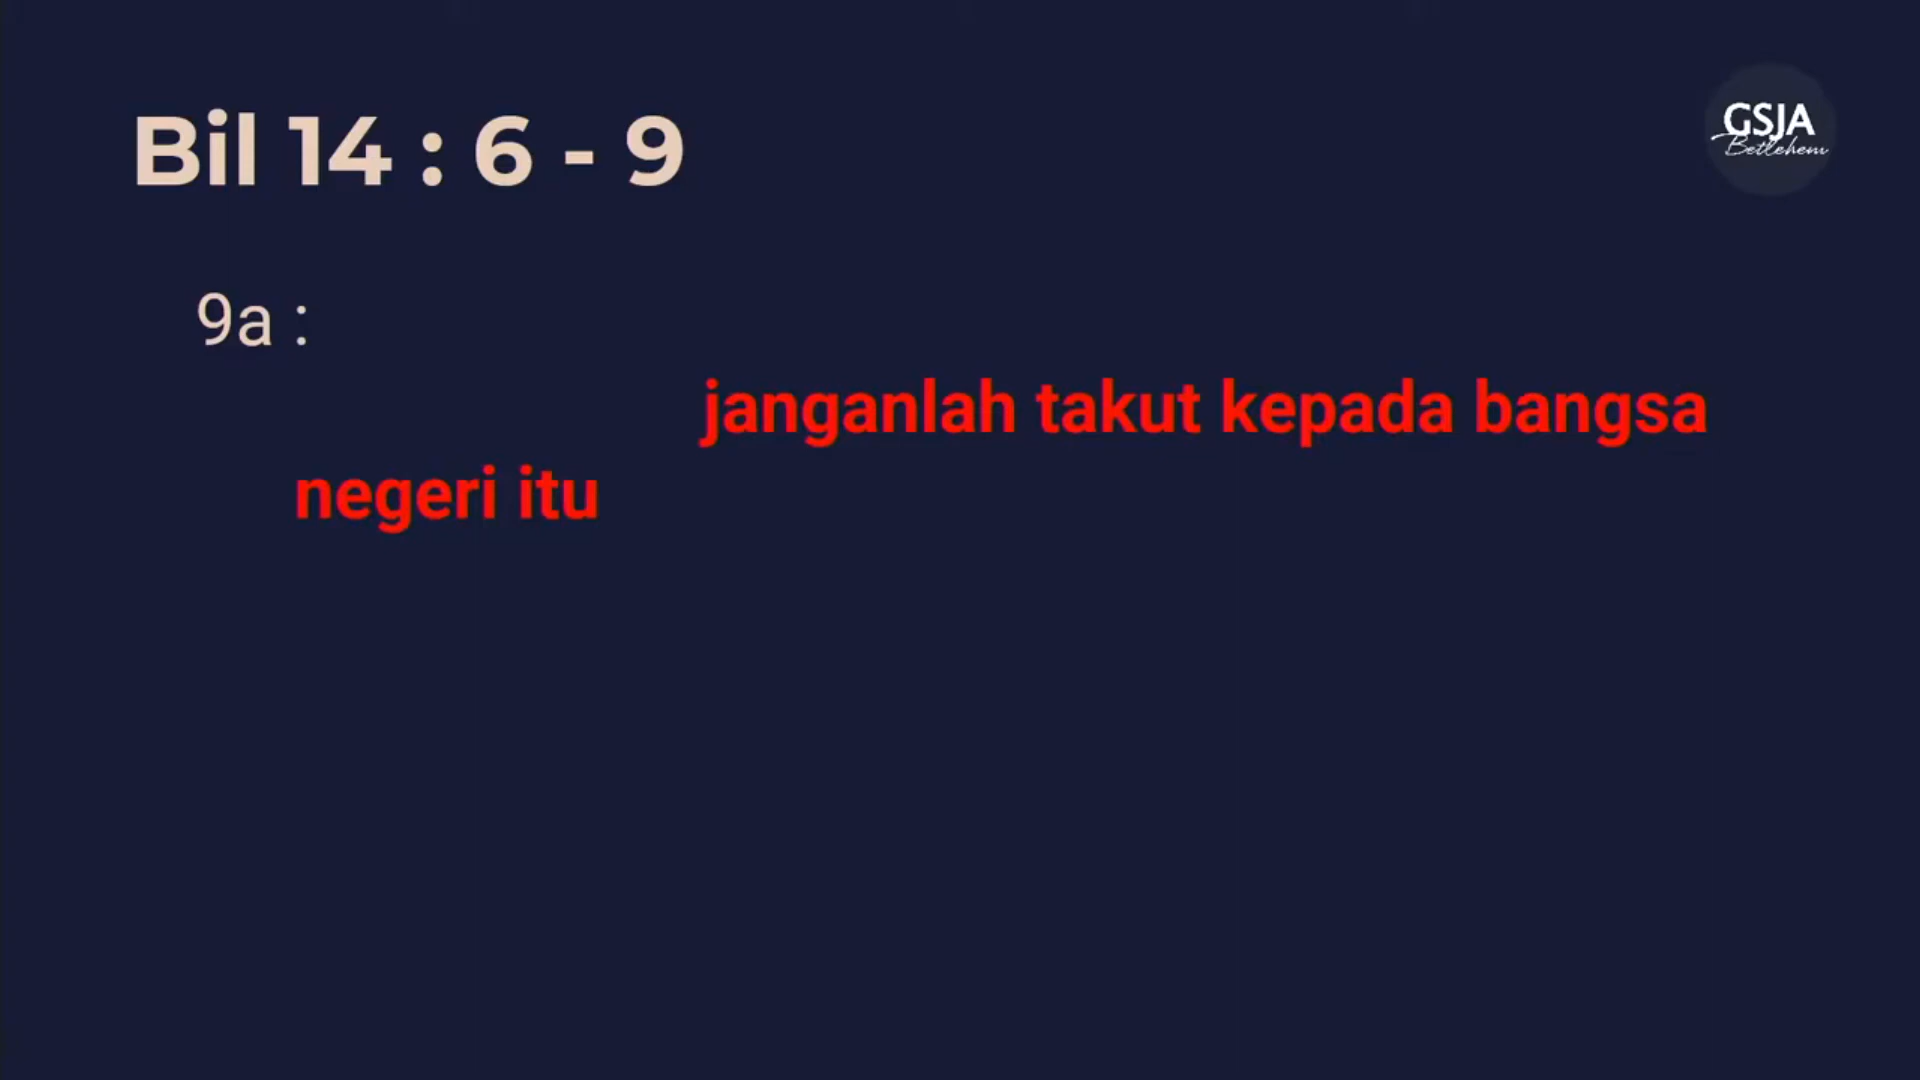 Bil 14 : 6 - 9
GSJA
Betlehem
9a :
janganlah takut kepada bangsa
negeri itu